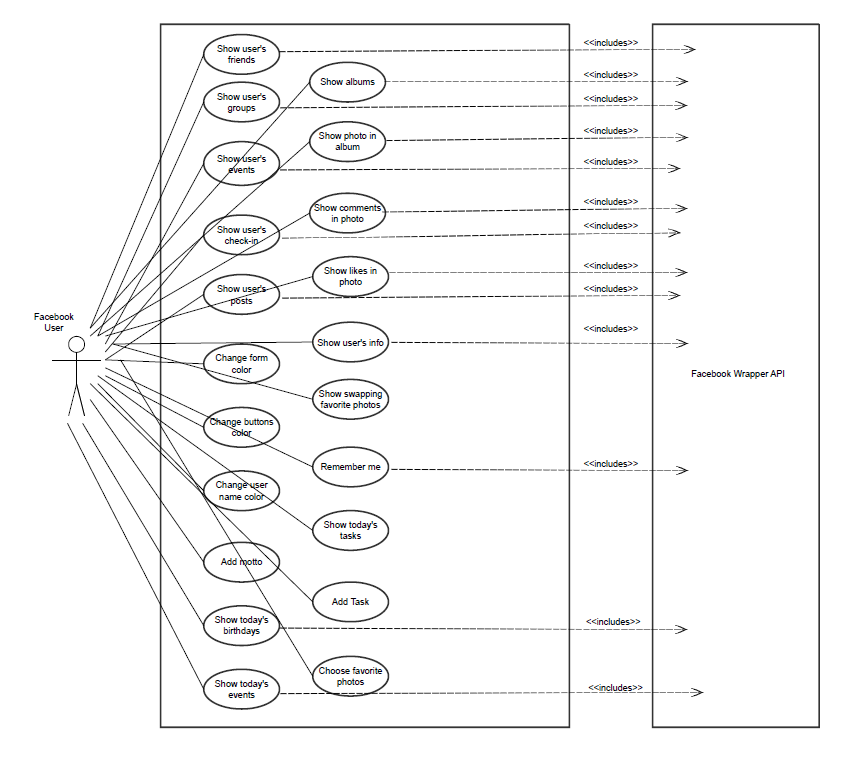 Show user's
friends
<<includes>>
Show albums
<<includes>>
Show user's
groups
<<includes>>
Show photo in
album
<<includes>>
Show user's
events
<<includes>>
Show comments
in photo
<<includes>>
Show user's
check-in
<<includes>>
Show likes in
photo
<<includes>>
Show user's
posts
<<includes>>
Facebook
User
Show user's info
<<includes>>
Change form
color
Facebook Wrapper API
Show swapping
favorite photos
Change buttons
color
Remember me
<<includes>>
Change user
name color
Show today's
tasks
Add motto
Add Task
Show today's
birthdays
<<includes>>
Choose favorite
photos
Show today's
events
<<includes>>